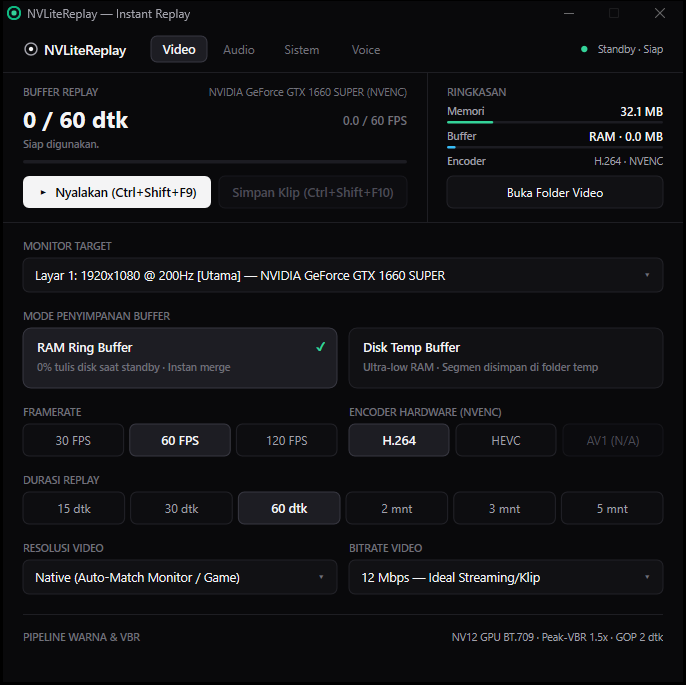 NVLiteReplay — Instant Replay
NVLiteReplay Video Audio Sistem Voice Standby · Siap
BUFFER REPLAY NVIDIA GeForce GTX 1660 SUPER (NVENC)
0 / 60 dtk 0.0 / 60 FPS
Siap digunakan.
Nyalakan (Ctrl+Shift+F9) Simpan Klip (Ctrl+Shift+F10)
RINGKASAN
Memori 32.1 MB
Buffer RAM · 0.0 MB
Encoder H.264 · NVENC
Buka Folder Video
MONITOR TARGET
Layar 1: 1920x1080 @ 200Hz [Utama] — NVIDIA GeForce GTX 1660 SUPER
MODE PENYIMPANAN BUFFER
RAM Ring Buffer
0% tulis disk saat standby · Instan merge
Disk Temp Buffer
Ultra-low RAM · Segmen disimpan di folder temp
FRAMERATE
30 FPS 60 FPS 120 FPS
ENCODER HARDWARE (NVENC)
H.264 HEVC AV1 (N/A)
DURASI REPLAY
15 dtk 30 dtk 60 dtk 2 mnt 3 mnt 5 mnt
RESOLUSI VIDEO
Native (Auto-Match Monitor / Game)
BITRATE VIDEO
12 Mbps — Ideal Streaming/Klip
PIPELINE WARNA & VBR NV12 GPU BT.709 · Peak-VBR 1.5x · GOP 2 dtk